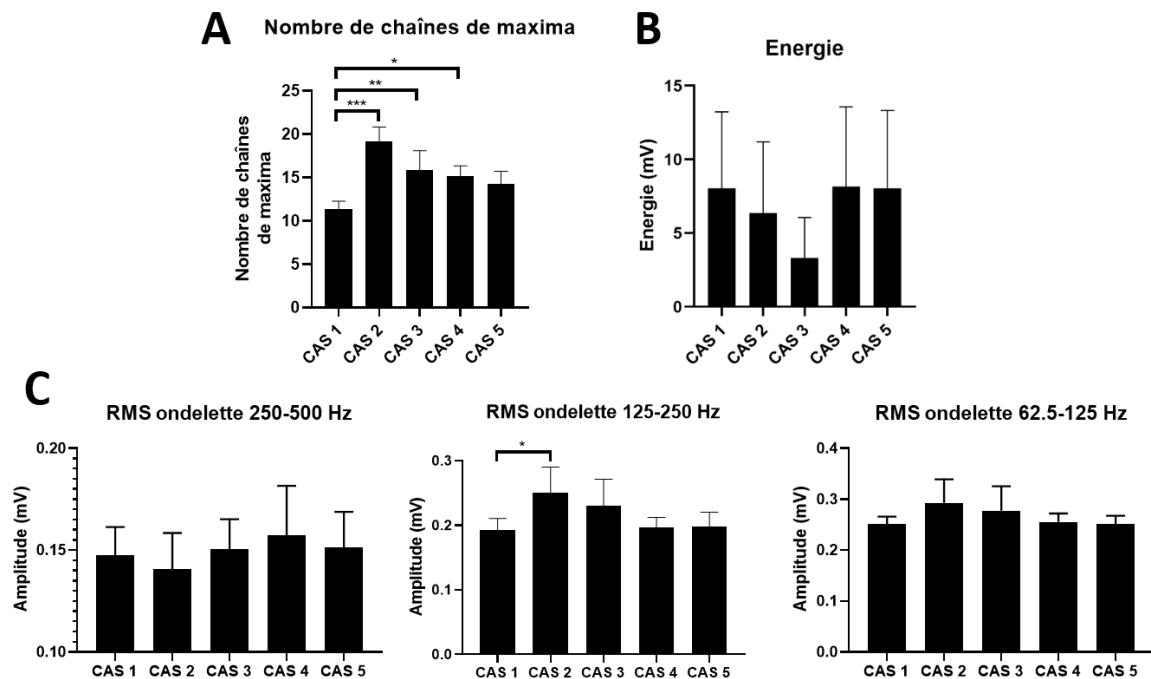 A
Nombre de chaînes de maxima
Nombre de chaînes
de maxima
25
20
15
10
5
0
*
**
***
CAS 1
CAS 2
CAS 3
CAS 4
CAS 5
B
Energie
Energie (mV)
15
10
5
0
CAS 1
CAS 2
CAS 3
CAS 4
CAS 5
C
RMS ondelette 250-500 Hz
Amplitude (mV)
0.20
0.15
0.10
CAS 1 CAS 2 CAS 3 CAS 4 CAS 5
RMS ondelette 125-250 Hz
Amplitude (mV)
0.3
0.2
0.1
0.0
*
CAS 1 CAS 2 CAS 3 CAS 4 CAS 5
RMS ondelette 62.5-125 Hz
Amplitude (mV)
0.4
0.3
0.2
0.1
0.0
CAS 1 CAS 2 CAS 3 CAS 4 CAS 5